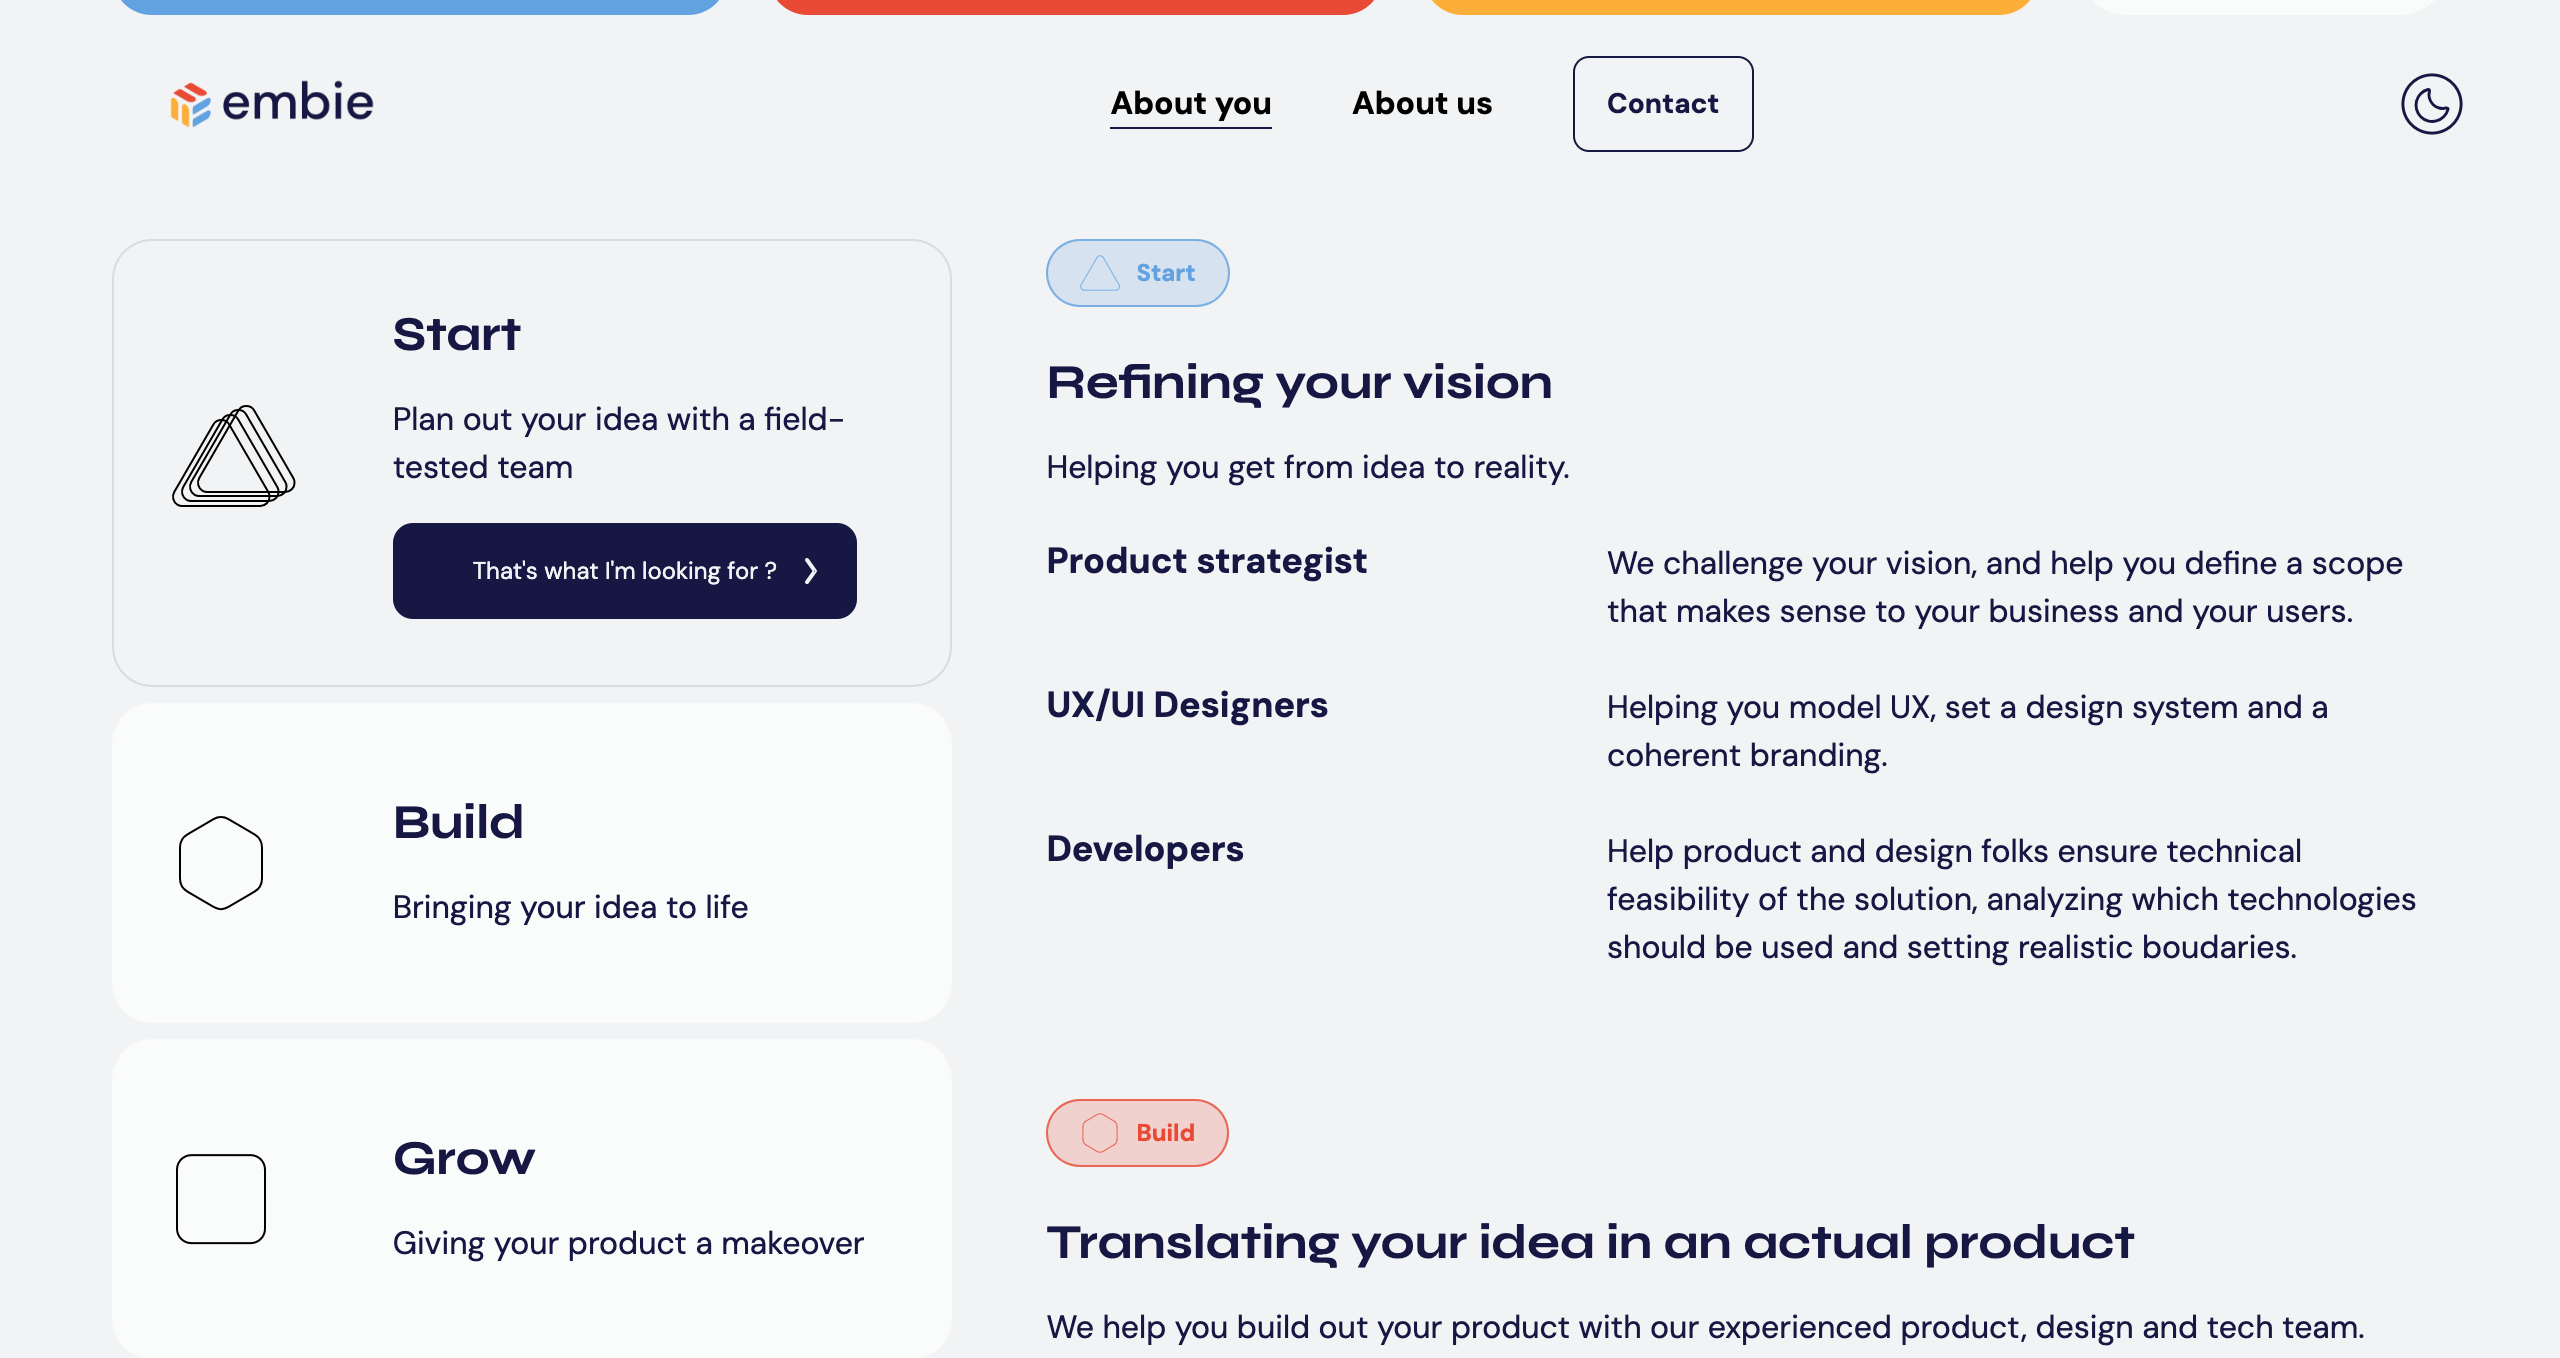 embie
About you
About us
Contact
Start
Plan out your idea with a field-
tested team
That's what I'm looking for ?
Build
Bringing your idea to life
Grow
Giving your product a makeover
Start
Refining your vision
Helping you get from idea to reality.
Product strategist
We challenge your vision, and help you define a scope
that makes sense to your business and your users.
UX/UI Designers
Helping you model UX, set a design system and a
coherent branding.
Developers
Help product and design folks ensure technical
feasibility of the solution, analyzing which technologies
should be used and setting realistic boudaries.
Build
Translating your idea in an actual product
We help you build out your product with our experienced product, design and tech team.